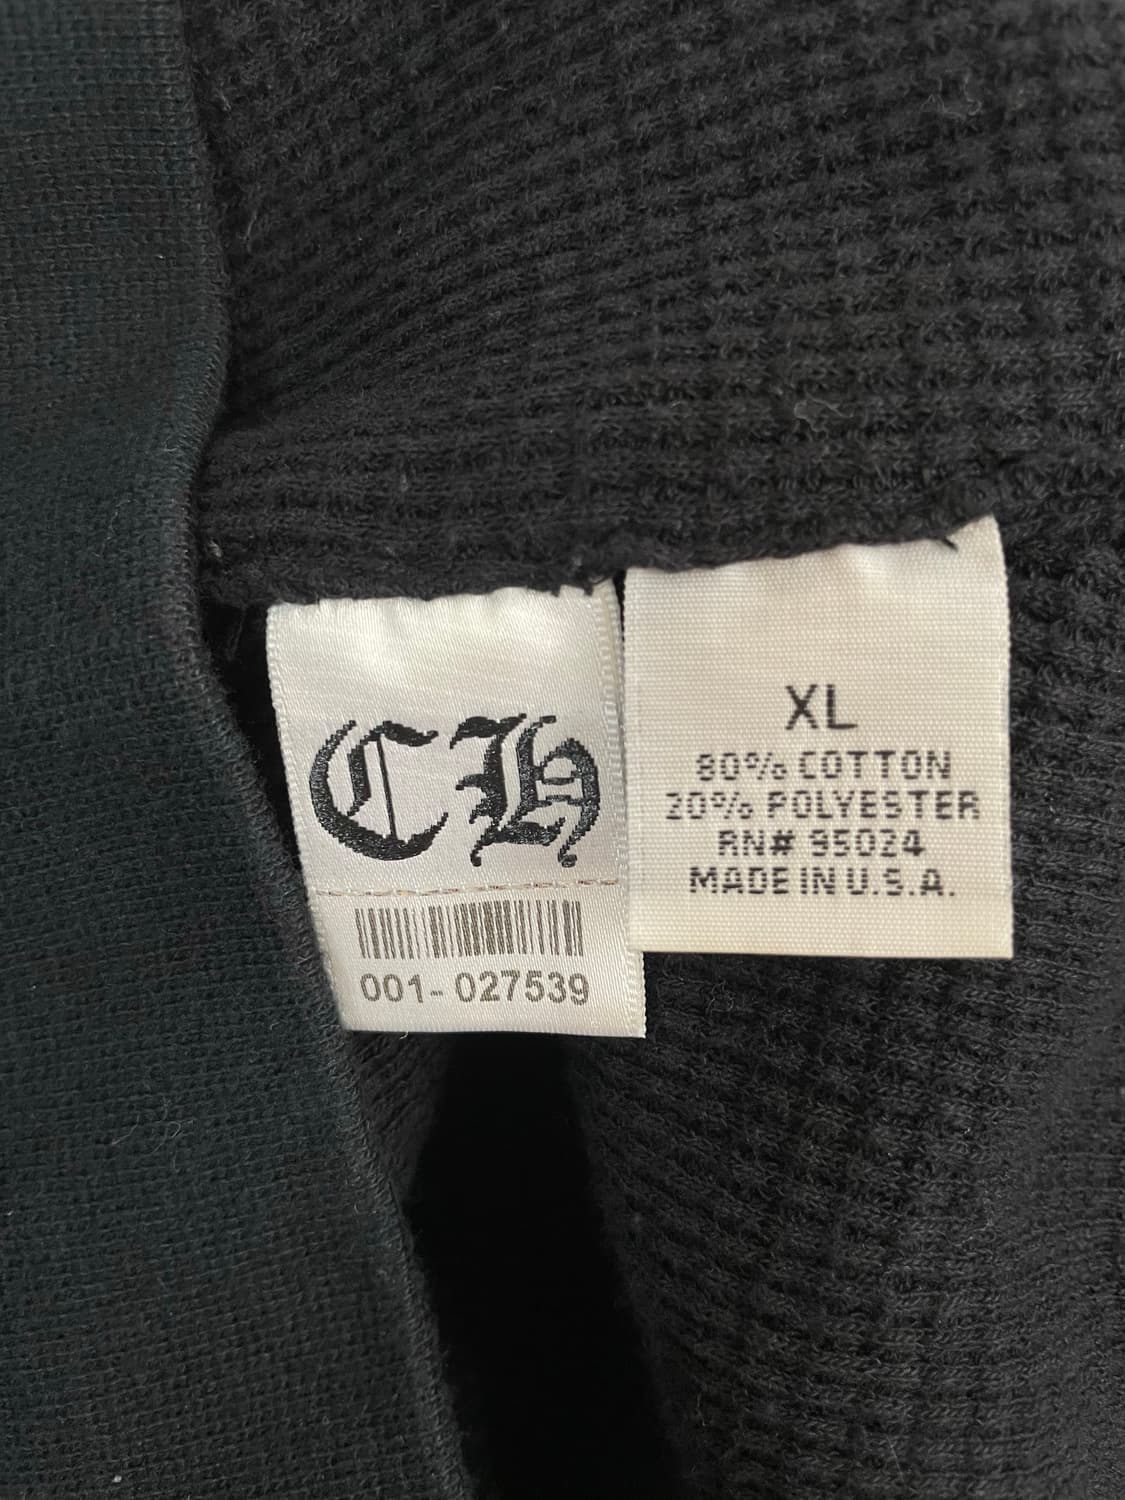 CH
001-027539
XL
80% COTTON
20% POLYESTER
RN# 95024
MADE IN U.S.A.